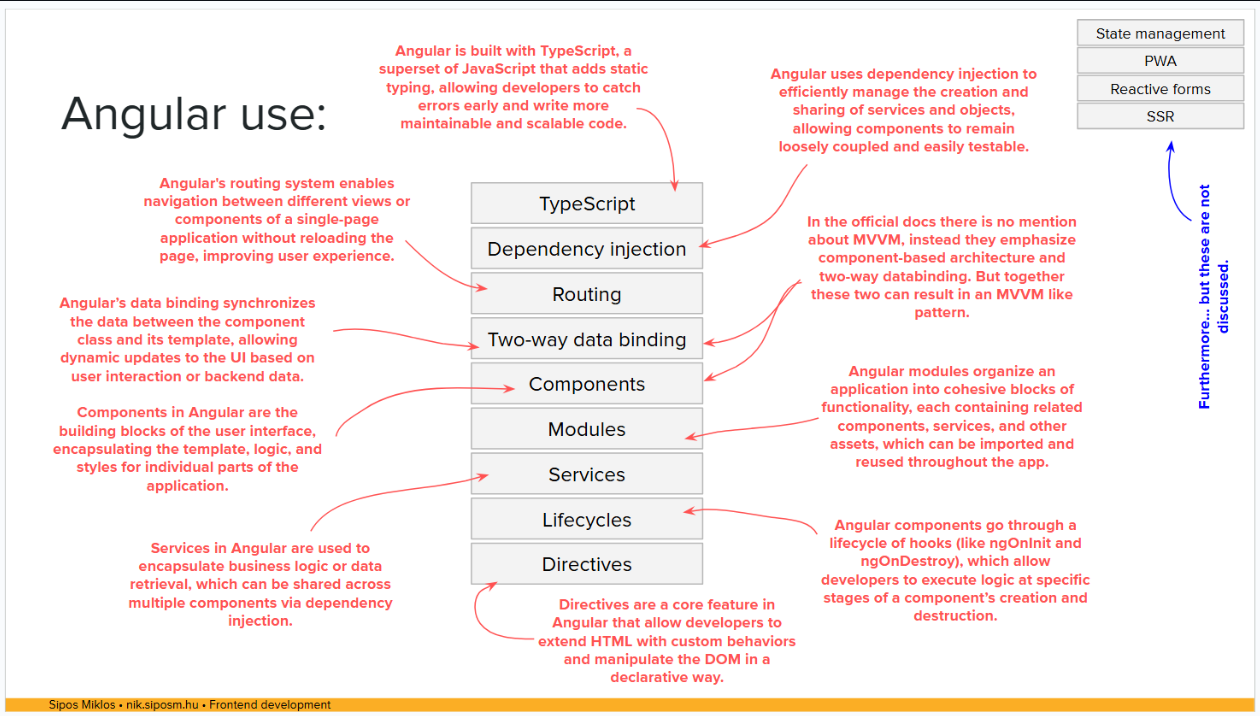 Angular use:
Angular is built with TypeScript, a
superset of JavaScript that adds static
typing, allowing developers to catch
errors early and write more
maintainable and scalable code.
Angular uses dependency injection to
efficiently manage the creation and
sharing of services and objects,
allowing components to remain
loosely coupled and easily testable.
State management
PWA
Reactive forms
SSR
Furthermore... but these are not
discussed.
Angular's routing system enables
navigation between different views or
components of a single-page
application without reloading the
page, improving user experience.
In the official docs there is no mention
about MVVM, instead they emphasize
component-based architecture and
two-way databinding. But together
these two can result in an MVVM like
pattern.
Angular's data binding synchronizes
the data between the component
class and its template, allowing
dynamic updates to the UI based on
user interaction or backend data.
Components in Angular are the
building blocks of the user interface,
encapsulating the template, logic, and
styles for individual parts of the
application.
Services in Angular are used to
encapsulate business logic or data
retrieval, which can be shared across
multiple components via dependency
injection.
TypeScript
Dependency injection
Routing
Two-way data binding
Components
Modules
Services
Lifecycles
Directives
Angular modules organize an
application into cohesive blocks of
functionality, each containing related
components, services, and other
assets, which can be imported and
reused throughout the app.
Angular components go through a
lifecycle of hooks (like ngOnInit and
ngOnDestroy), which allow
developers to execute logic at specific
stages of a component's creation and
destruction.
Directives are a core feature in
Angular that allow developers to
extend HTML with custom behaviors
and manipulate the DOM in a
declarative way.
Sipos Miklos • nik.siposm.hu • Frontend development